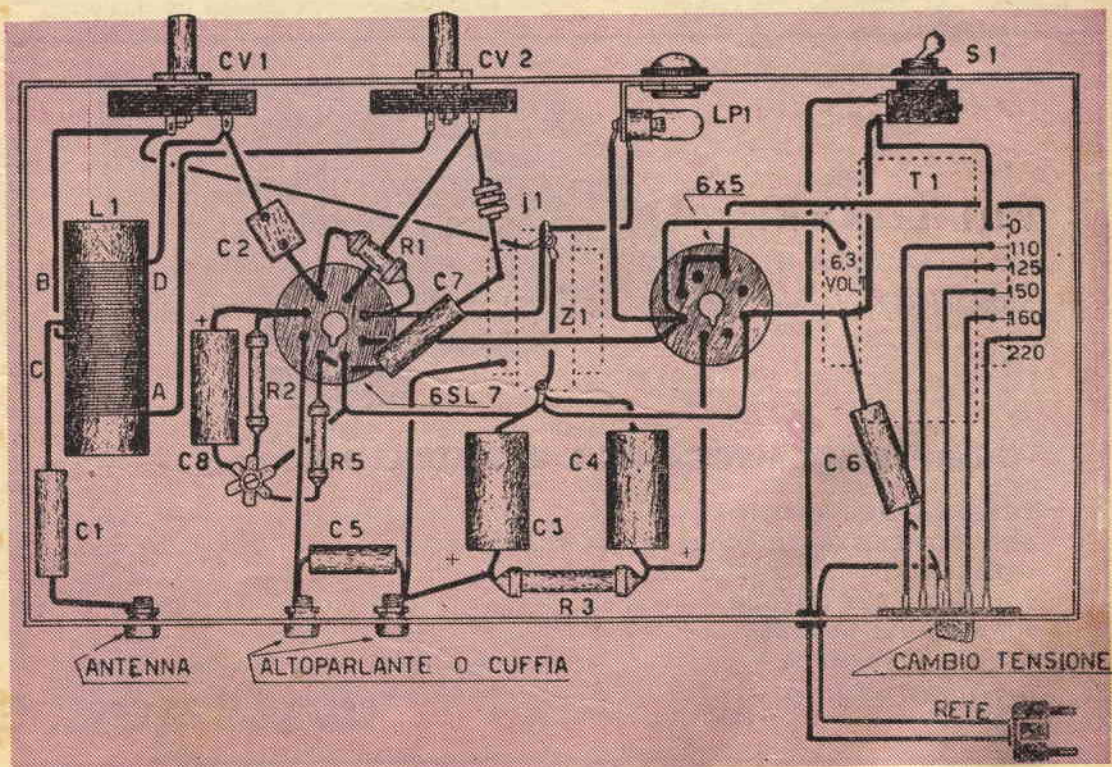 CV1
CV2
S1
LP1
T1
6x5
j1
L1
C2
R1
0
110
125
150
160
220
B
D
C7
6,3
VOL
Z1
C
A
+
R2
6SL7
C8
R5
C4
C6
C1
C5
C3
+
+
R3
ANTENNA
ALTOPARLANTE O CUFFIA
CAMBIO TENSIONE
RETE